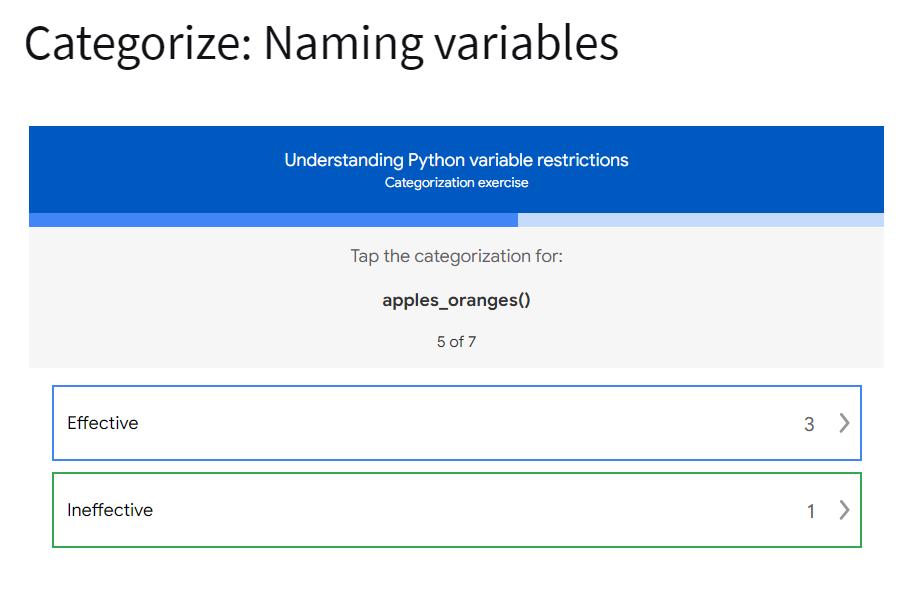 Categorize: Naming variables
Understanding Python variable restrictions
Categorization exercise
Tap the categorization for:
apples_oranges()
5 of 7
Effective 3
Ineffective 1